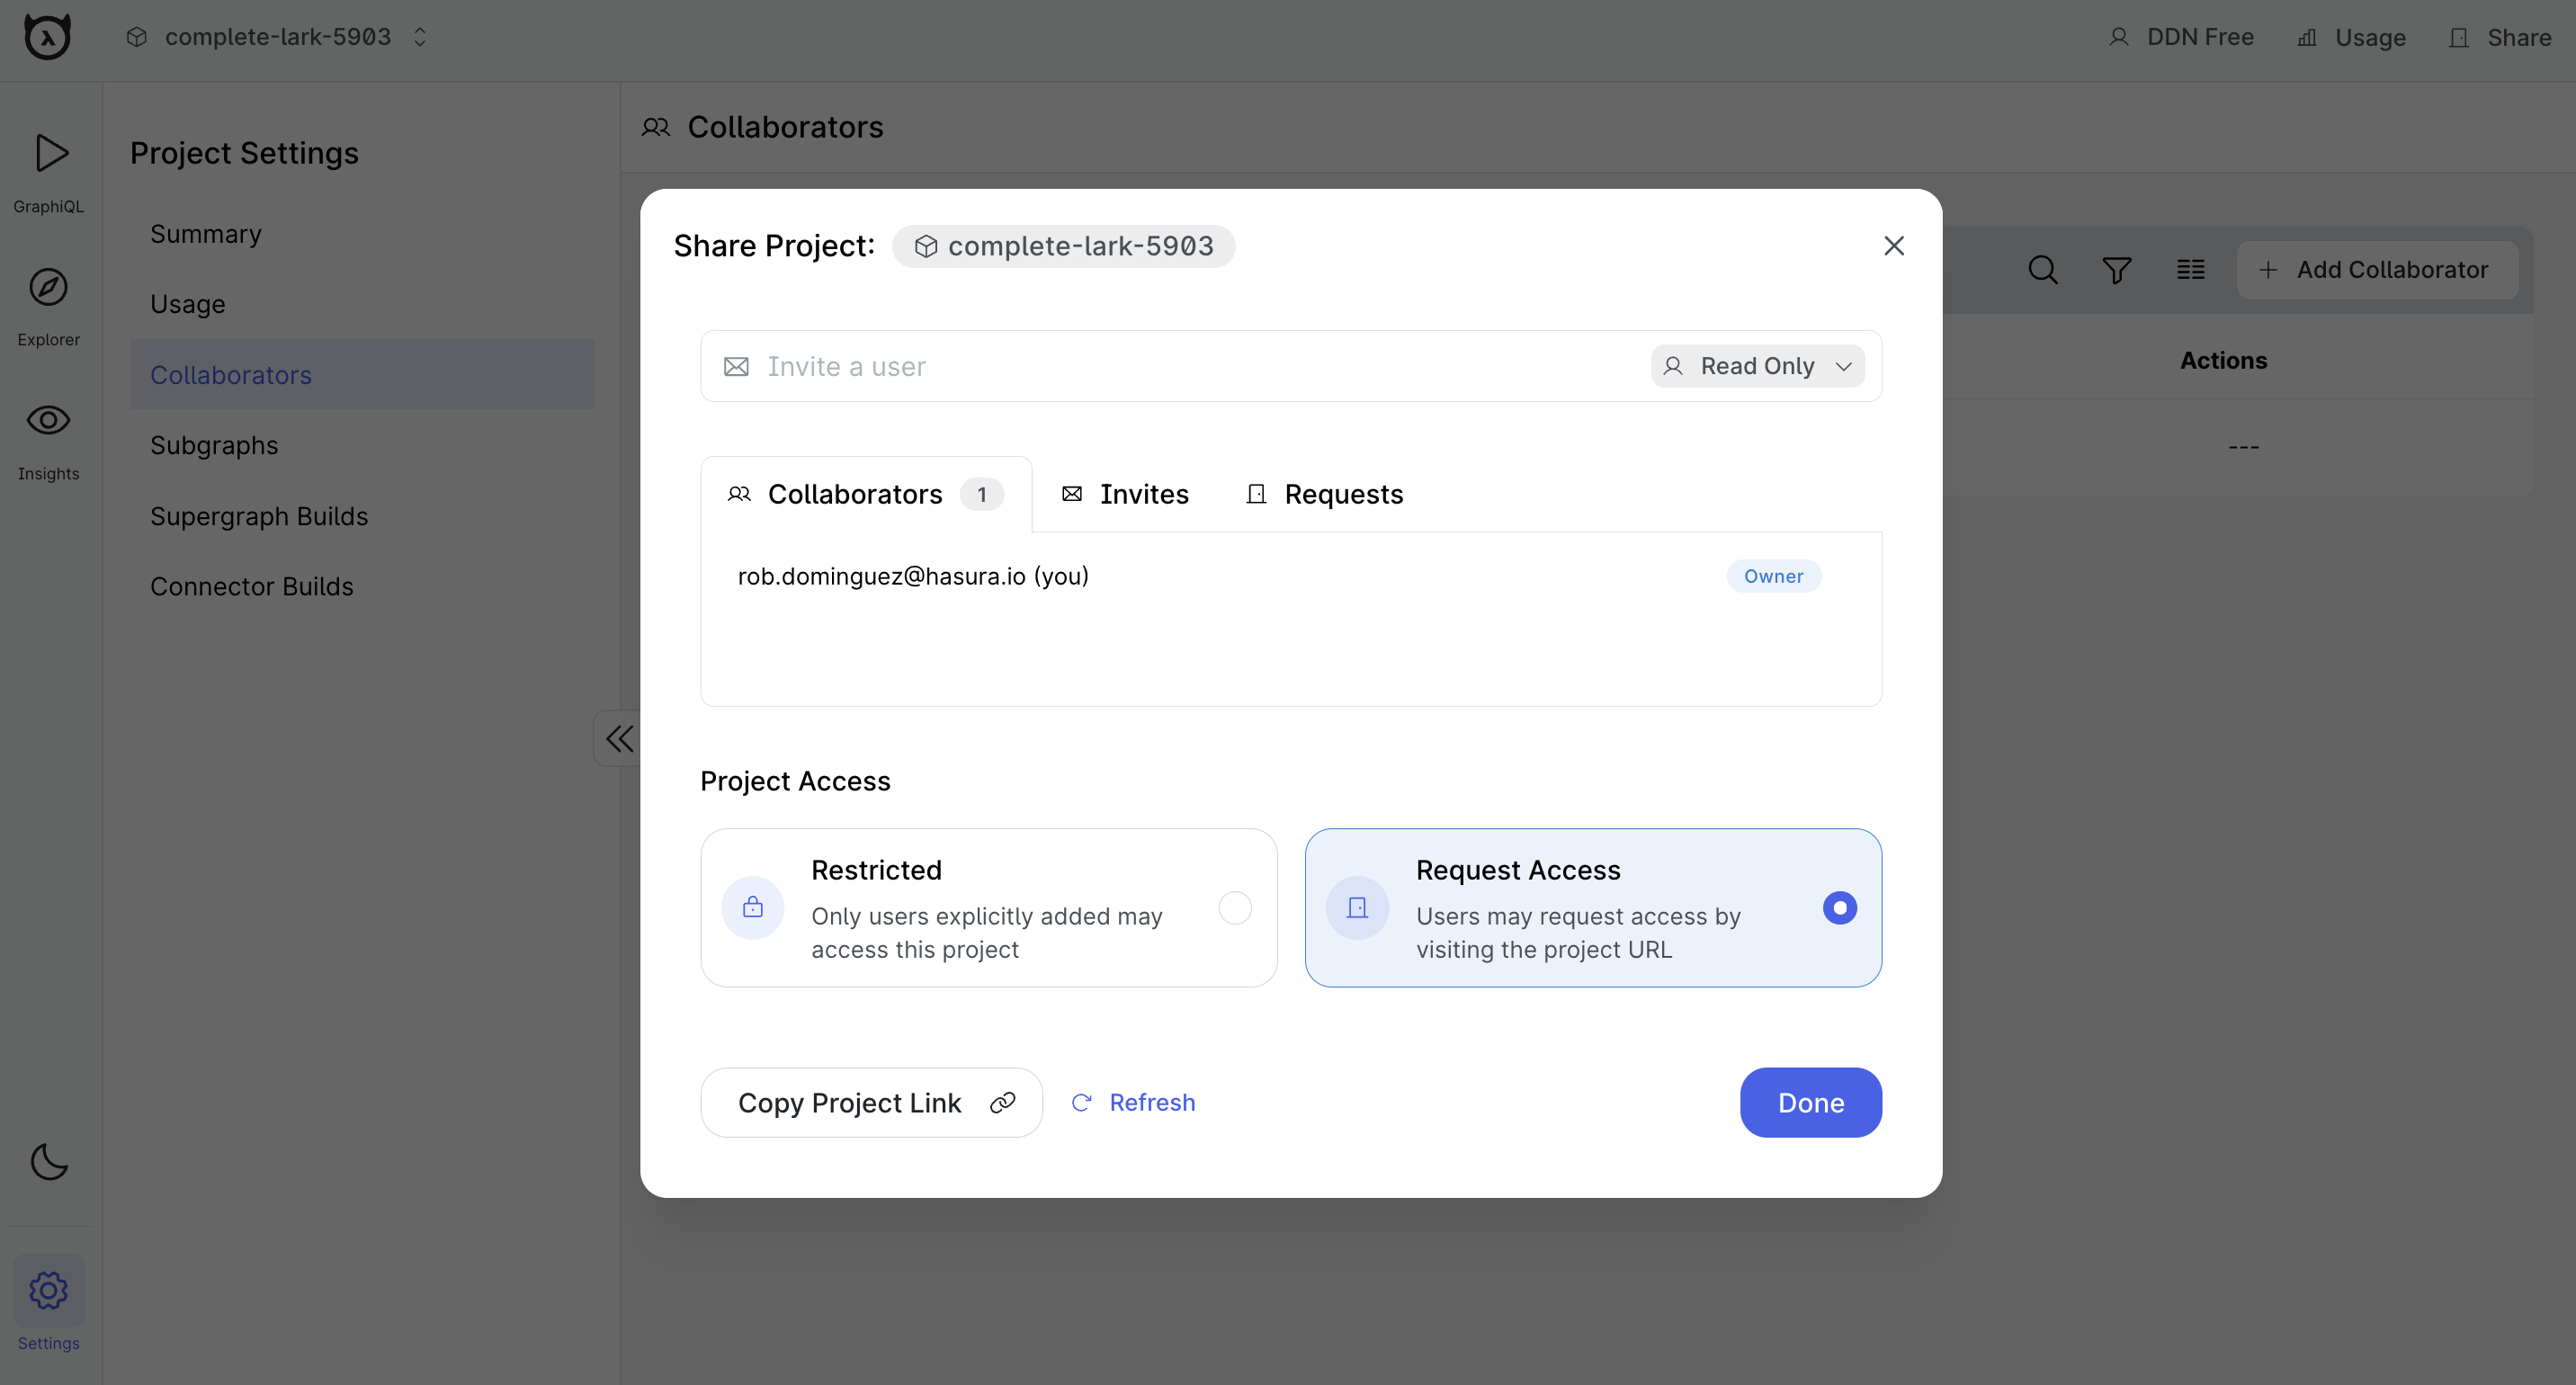 complete-lark-5903
DDN Free
Usage
Share
GraphiQL
Explorer
Insights
Settings
Project Settings
Summary
Usage
Collaborators
Subgraphs
Supergraph Builds
Connector Builds
Collaborators
Add Collaborator
Actions
---
Share Project: complete-lark-5903
Invite a user
Read Only
Collaborators 1
Invites
Requests
rob.dominguez@hasura.io (you)
Owner
Project Access
Restricted
Only users explicitly added may
access this project
Request Access
Users may request access by
visiting the project URL
Copy Project Link
Refresh
Done